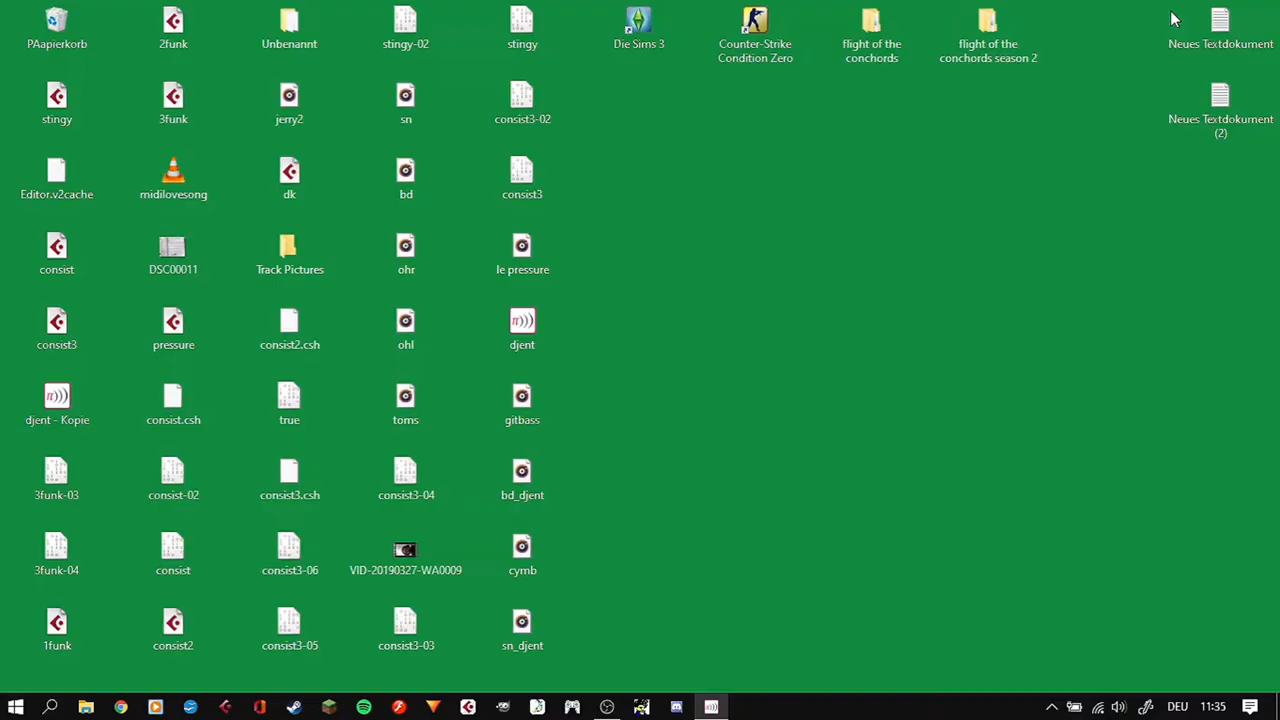 PAapierkorb
2funk
Unbenannt
stingy-02
stingy
Die Sims 3
Counter-Strike
Condition Zero
flight of the
conchords
flight of the
conchords season 2
Neues Textdokument
stingy
3funk
jerry2
sn
consist3-02
Neues Textdokument
(2)
Editor.v2cache
midilovesong
dk
bd
consist3
consist
DSC00011
Track Pictures
ohr
le pressure
consist3
pressure
consist2.csh
ohl
π)))
djent
π)))
djent - Kopie
consist.csh
true
toms
gitbass
3funk-03
consist-02
consist3.csh
consist3-04
bd_djent
3funk-04
consist
consist3-06
VID-20190327-WA0009
cymb
1funk
consist2
consist3-05
consist3-03
sn_djent
π)))
DEU
11:35